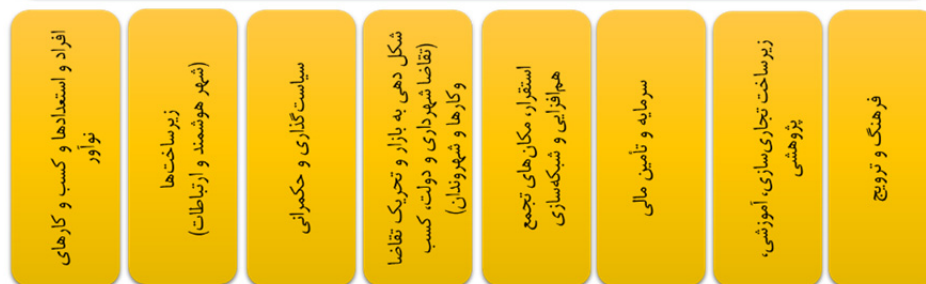 فرهنگ و ترویج
زیرساخت تجاری‌سازی، آموزشی،
پژوهشی
سرمایه و تأمین مالی
استقرار، مکان‌های تجمع
هم‌افزایی و شبکه‌سازی
شکل دهی به بازار و تحریک تقاضا
(تقاضا شهرداری و دولت، کسب
وکارها و شهروندان)
سیاست‌گذاری و حکمرانی
زیرساخت‌ها
(شهر هوشمند و ارتباطات)
افراد و استعدادها و کسب و کارهای
نوآور